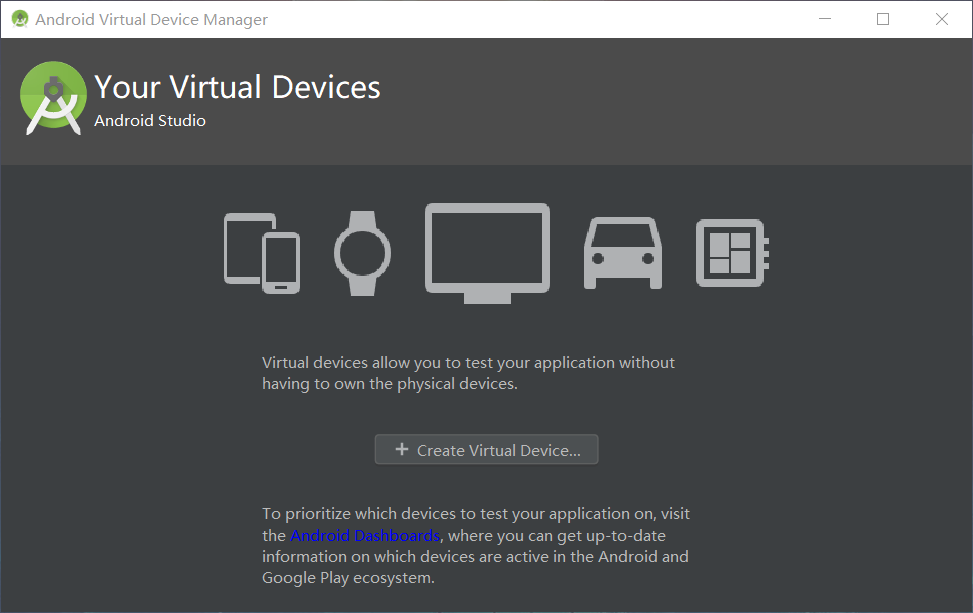 Android Virtual Device Manager
Your Virtual Devices
Android Studio
Virtual devices allow you to test your application without
having to own the physical devices.
+ Create Virtual Device...
To prioritize which devices to test your application on, visit
the Android Dashboards, where you can get up-to-date
information on which devices are active in the Android and
Google Play ecosystem.